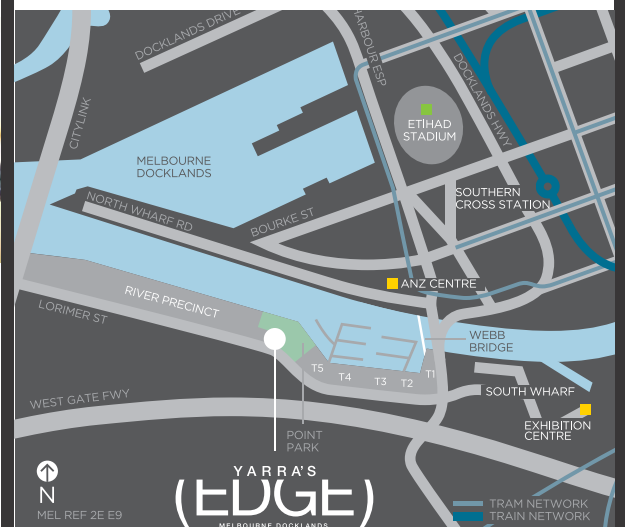 DOCKLANDS DRIVE
HARBOUR ESP
DOCKLANDS HWY
CITYLINK
ETIHAD
STADIUM
MELBOURNE
DOCKLANDS
SOUTHERN
CROSS STATION
NORTH WHARF RD
BOURKE ST
ANZ CENTRE
RIVER PRECINCT
LORIMER ST
WEBB
BRIDGE
T5
T4
T3
T2
T1
SOUTH WHARF
WEST GATE FWY
EXHIBITION
CENTRE
POINT
PARK
N
MEL REF 2E E9
YARRA'S
(EDGE)
MELBOURNE DOCKLANDS
TRAM NETWORK
TRAIN NETWORK